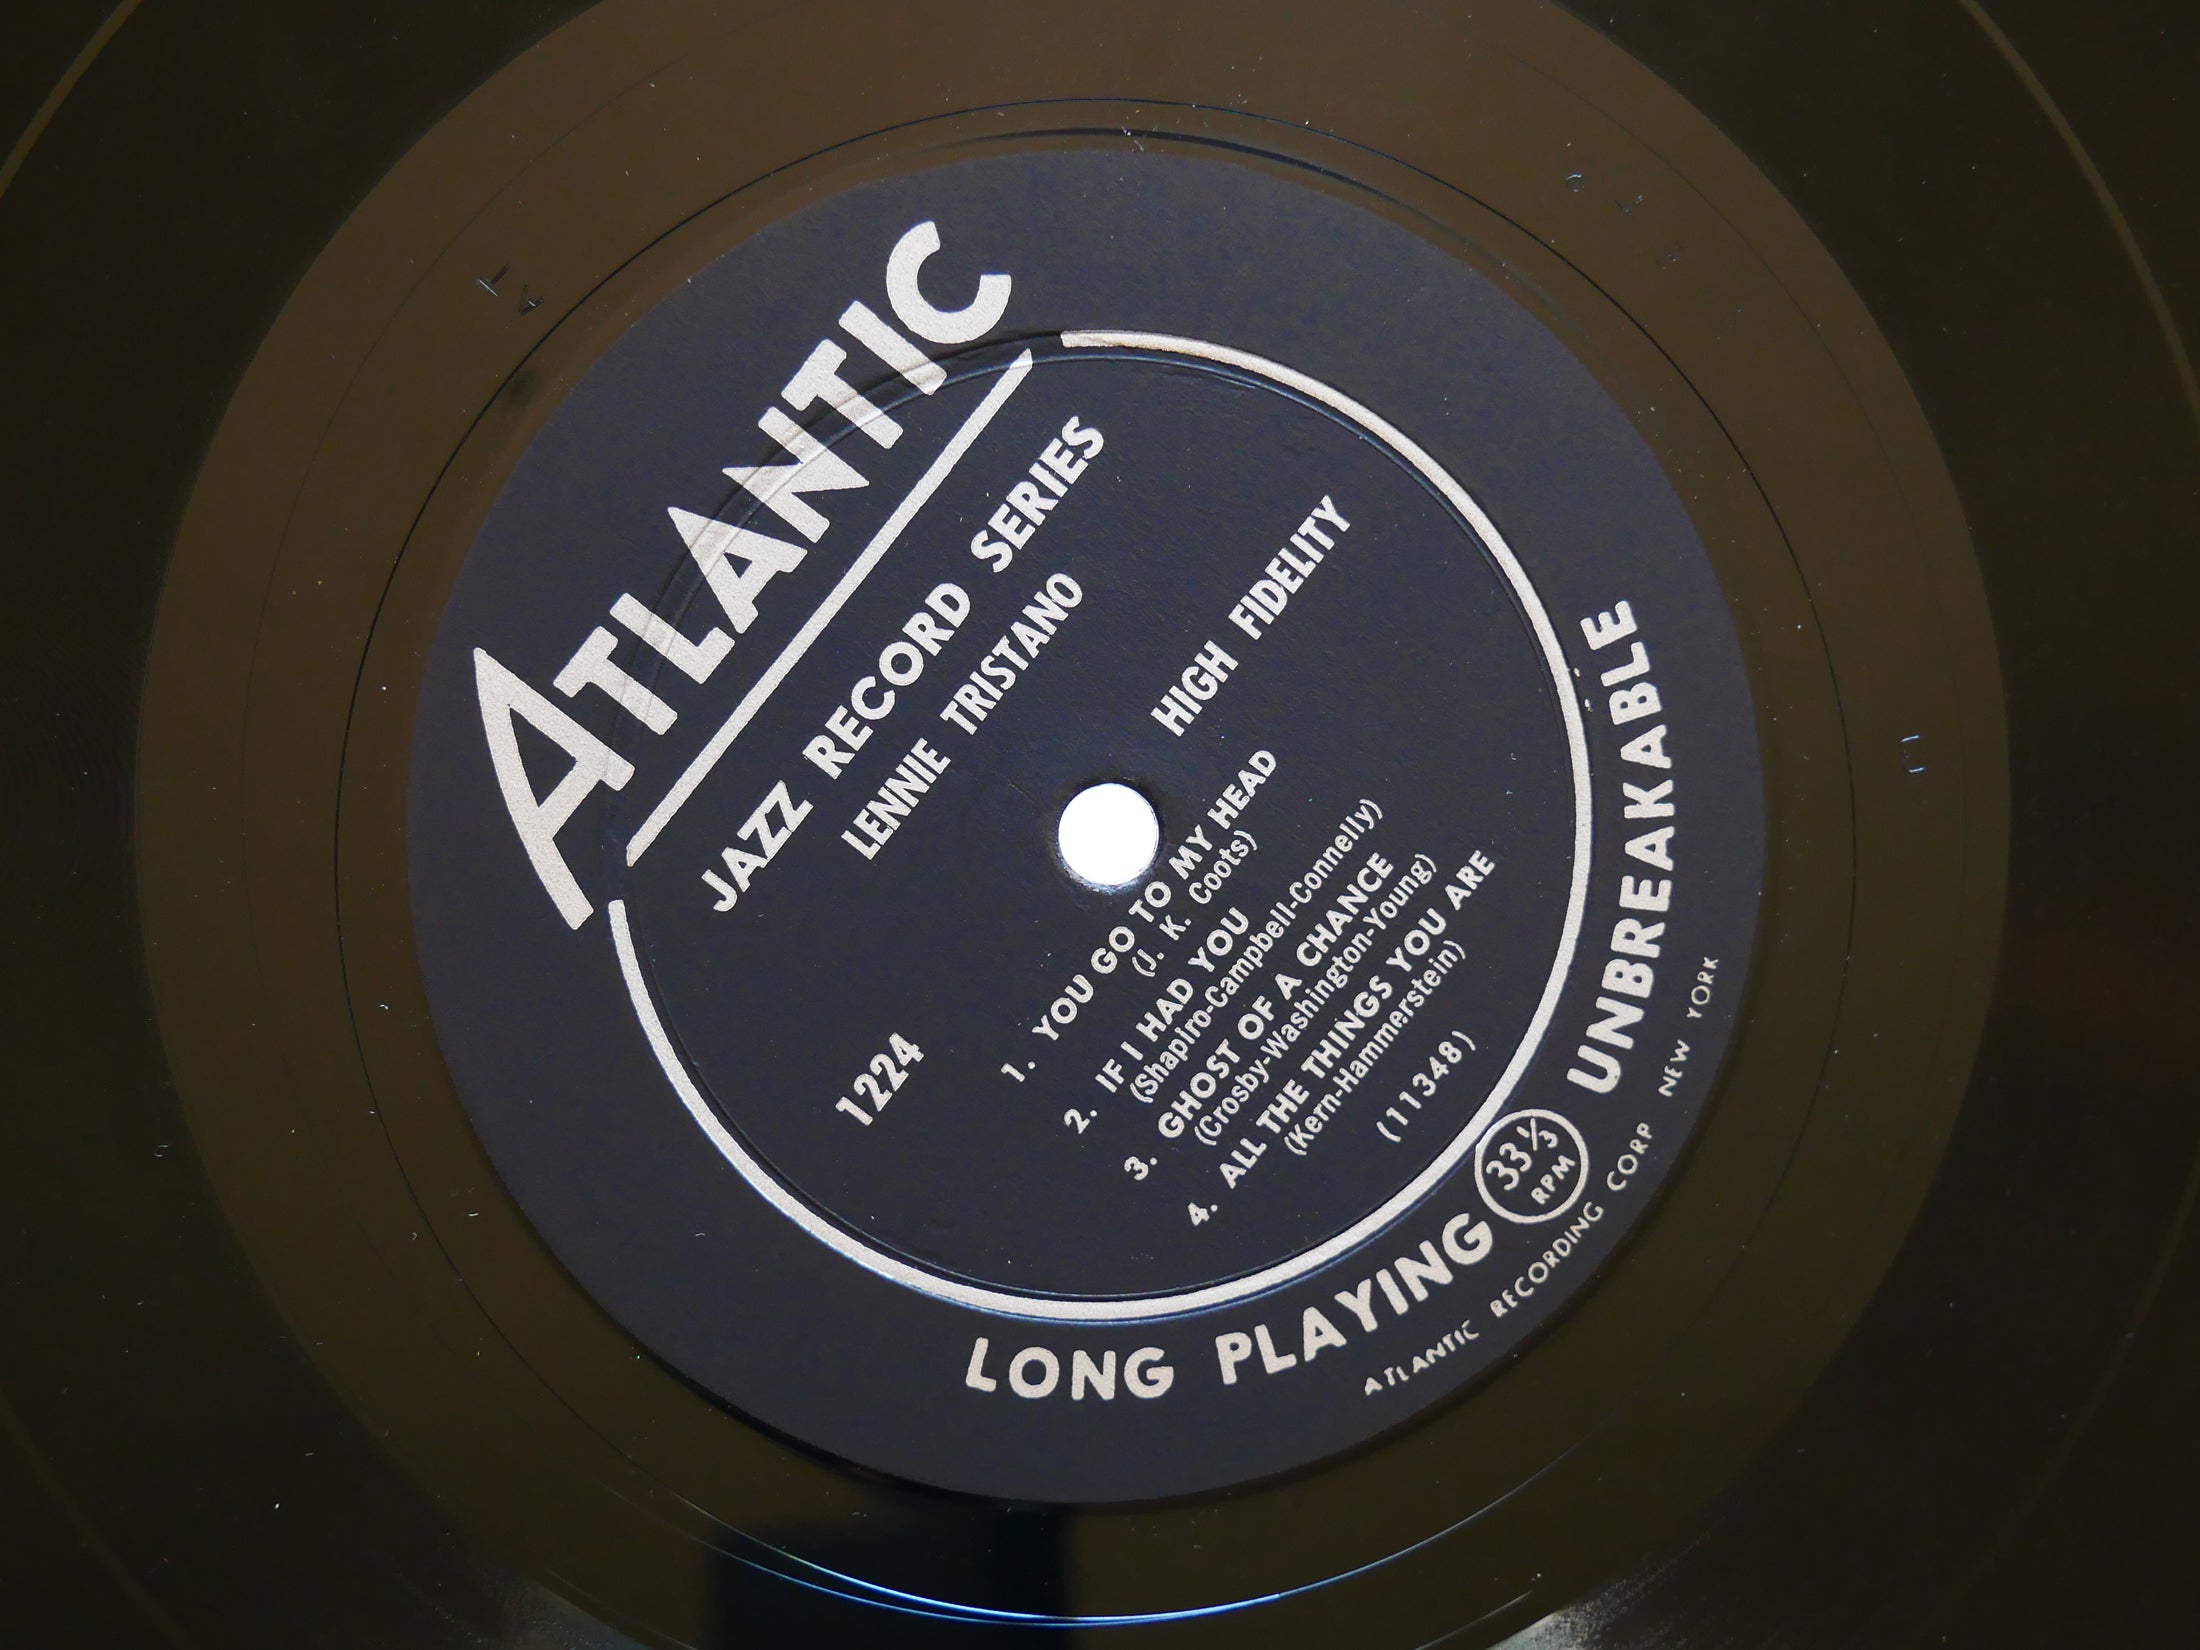 ATLANTIC
JAZZ RECORD SERIES
LENNIE TRISTANO
HIGH FIDELITY
1224
1. YOU GO TO MY HEAD
(J. K. Coots)
2. IF I HAD YOU
(Shapiro-Campbell-Connelly)
3. GHOST OF A CHANCE
(Crosby-Washington-Young)
4. ALL THE THINGS YOU ARE
(Kern-Hammerstein)
(11348)
LONG PLAYING 33⅓ RPM UNBREAKABLE
ATLANTIC RECORDING CORP NEW YORK